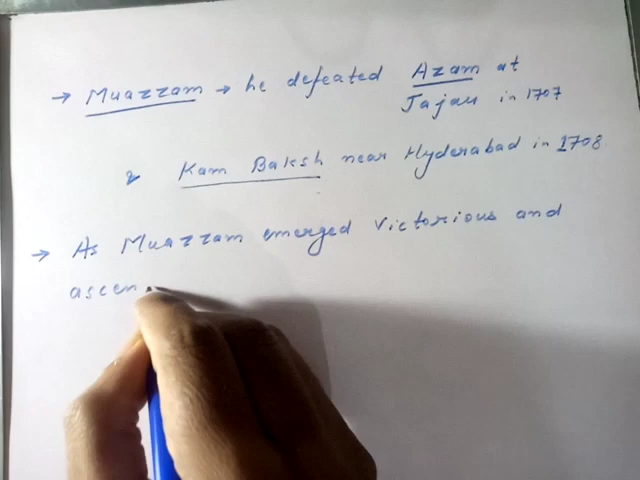 → Muazzam → he defeated Azam at
Jajau in 1707
& Kam Baksh near Hyderabad in 1708
→ As Muazzam emerged victorious and
ascen